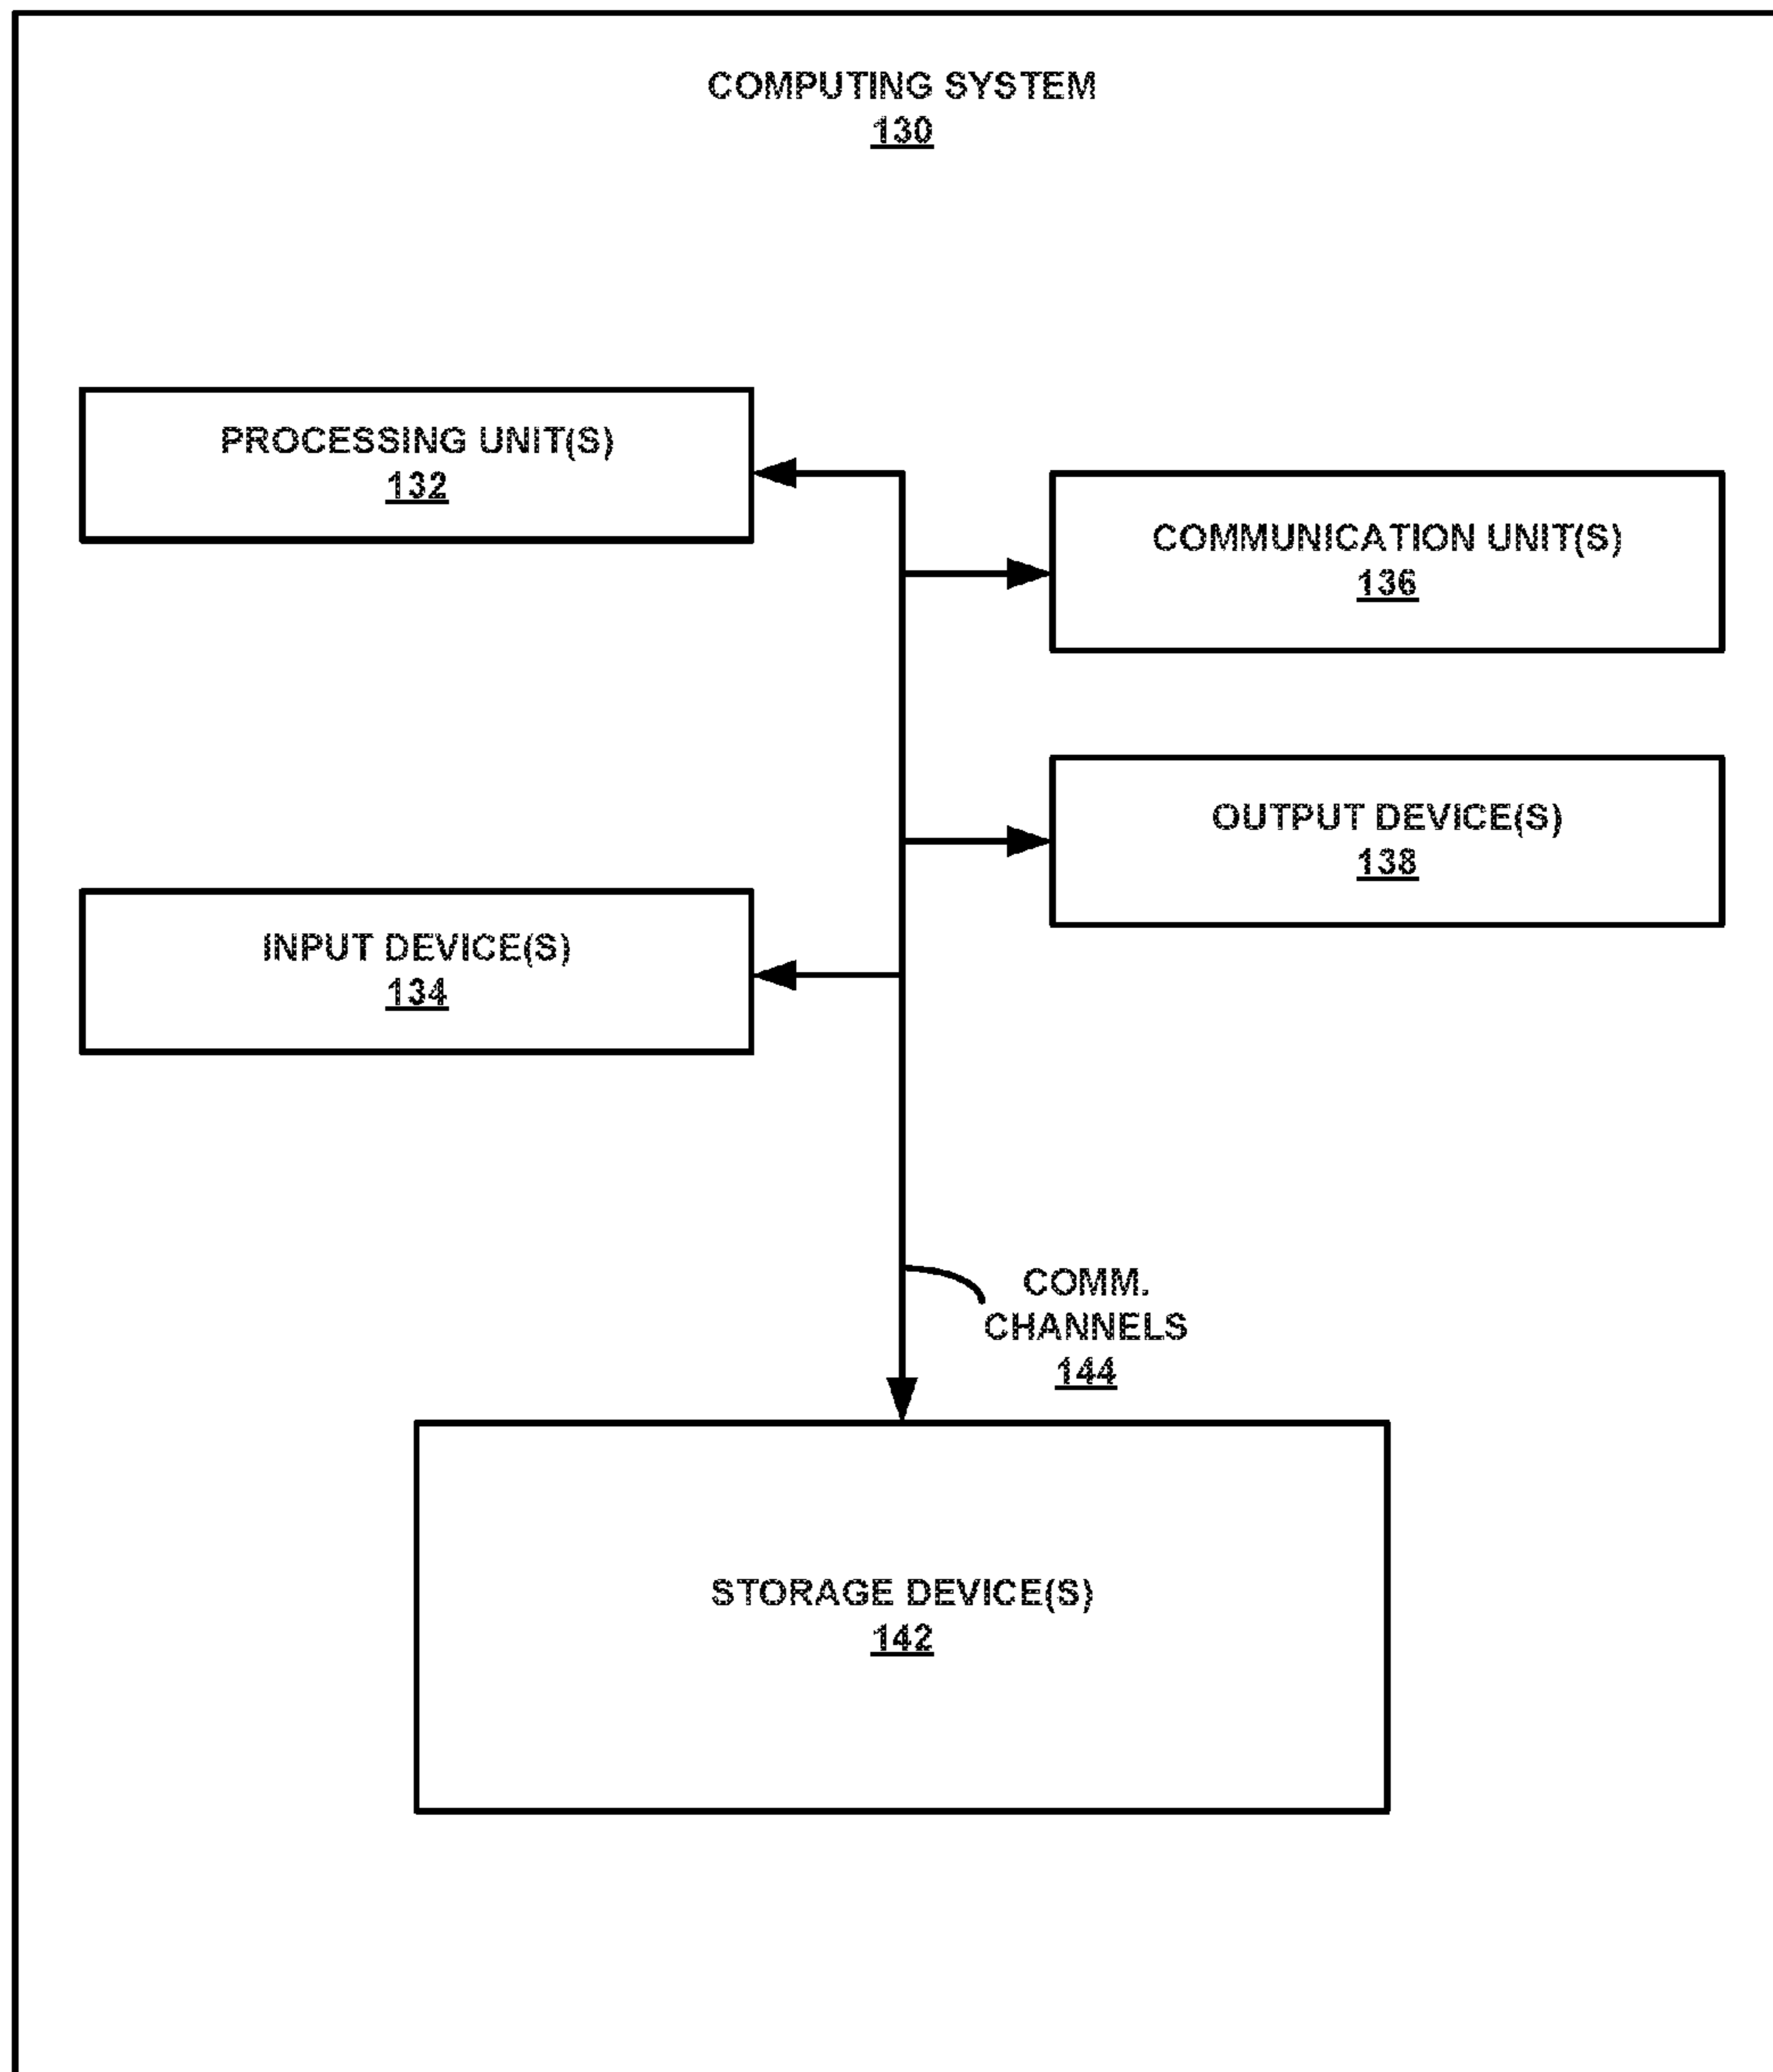 COMPUTING SYSTEM
130
PROCESSING UNIT(S)
132
COMMUNICATION UNIT(S)
136
OUTPUT DEVICE(S)
138
INPUT DEVICE(S)
134
COMM.
CHANNELS
144
STORAGE DEVICE(S)
142